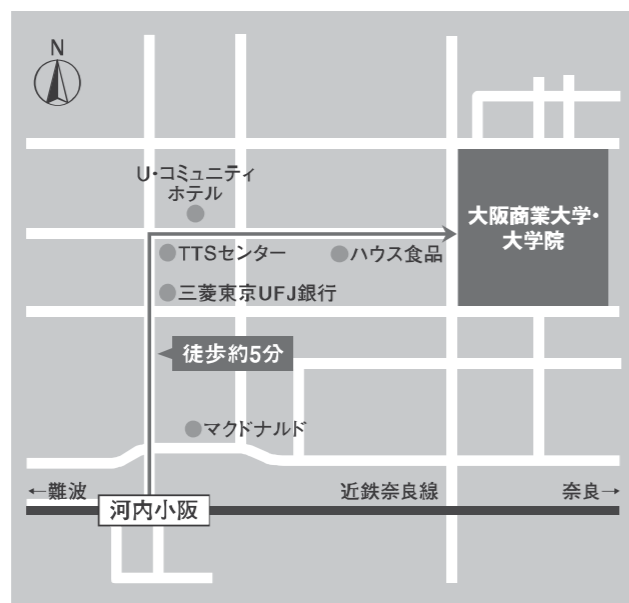 N
U・コミュニティ
ホテル
大阪商業大学・
大学院
TTSセンター
ハウス食品
三菱東京UFJ銀行
徒歩約5分
マクドナルド
←難波
近鉄奈良線
奈良→
河内小阪